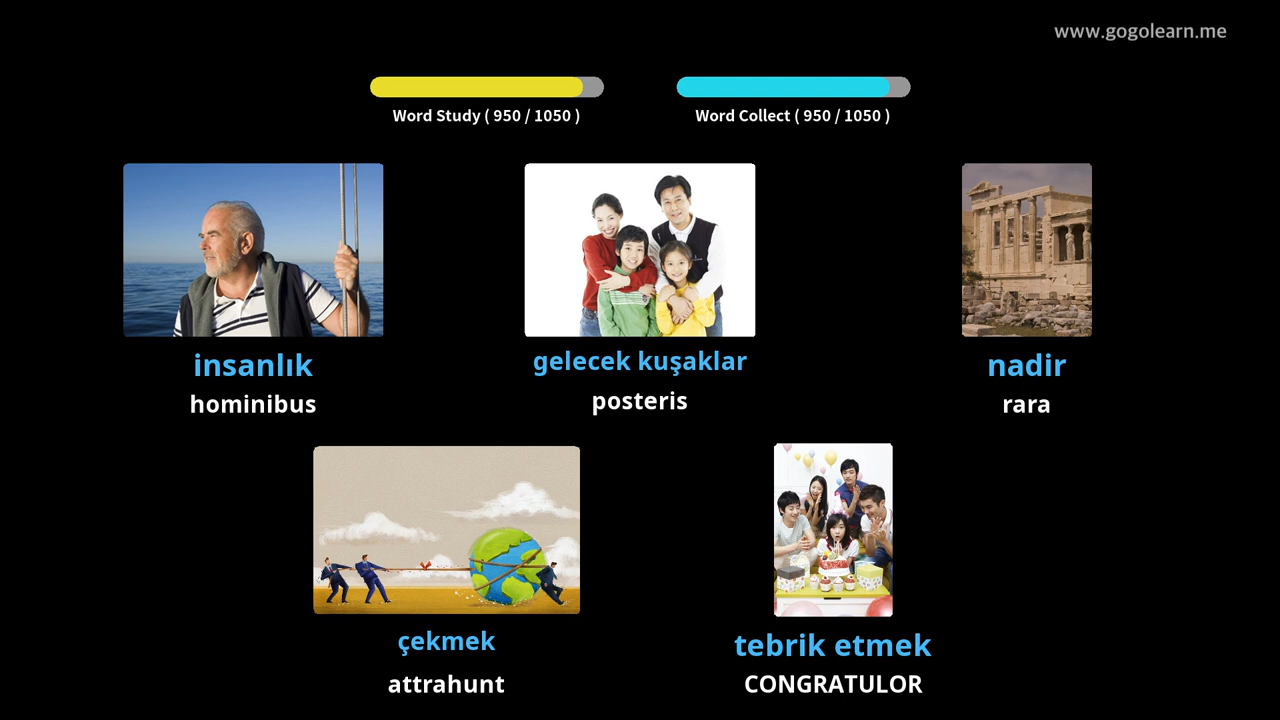 www.gogolearn.me
Word Study ( 950 / 1050 )
Word Collect ( 950 / 1050 )
insanlık
hominibus
gelecek kuşaklar
posteris
nadir
rara
çekmek
attrahunt
tebrik etmek
CONGRATULOR